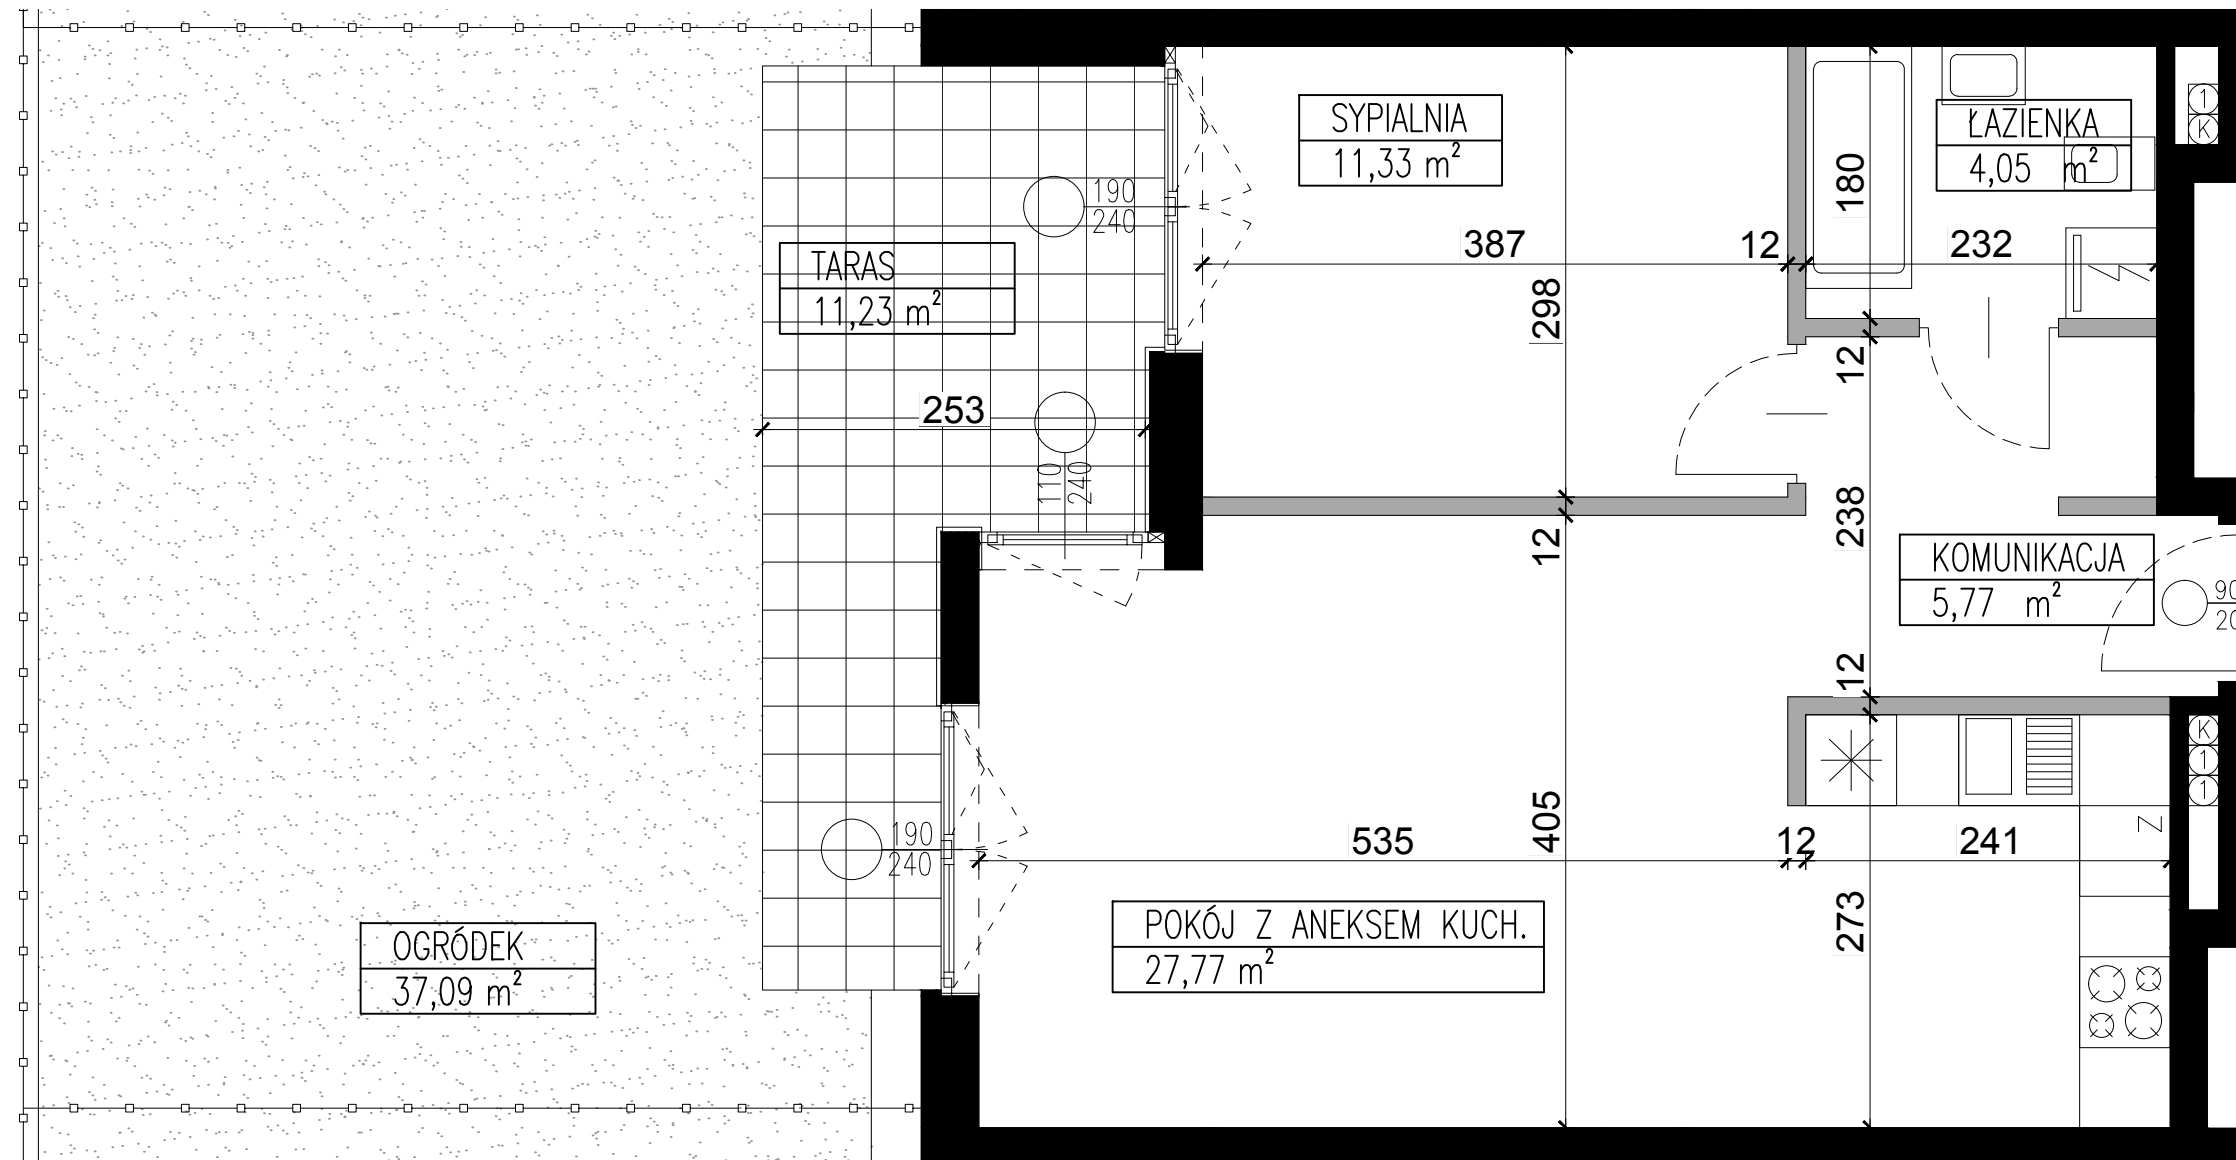 SYPIALNIA
11,33 m²
ŁAZIENKA
4,05 m²
1
K
180
190
240
387
12
232
TARAS
11,23 m²
298
12
253
110
240
238
12
KOMUNIKACJA
5,77 m²
90
20
12
K
1
1
Z
190
240
535
405
12
241
273
POKÓJ Z ANEKSEM KUCH.
27,77 m²
OGRÓDEK
37,09 m²